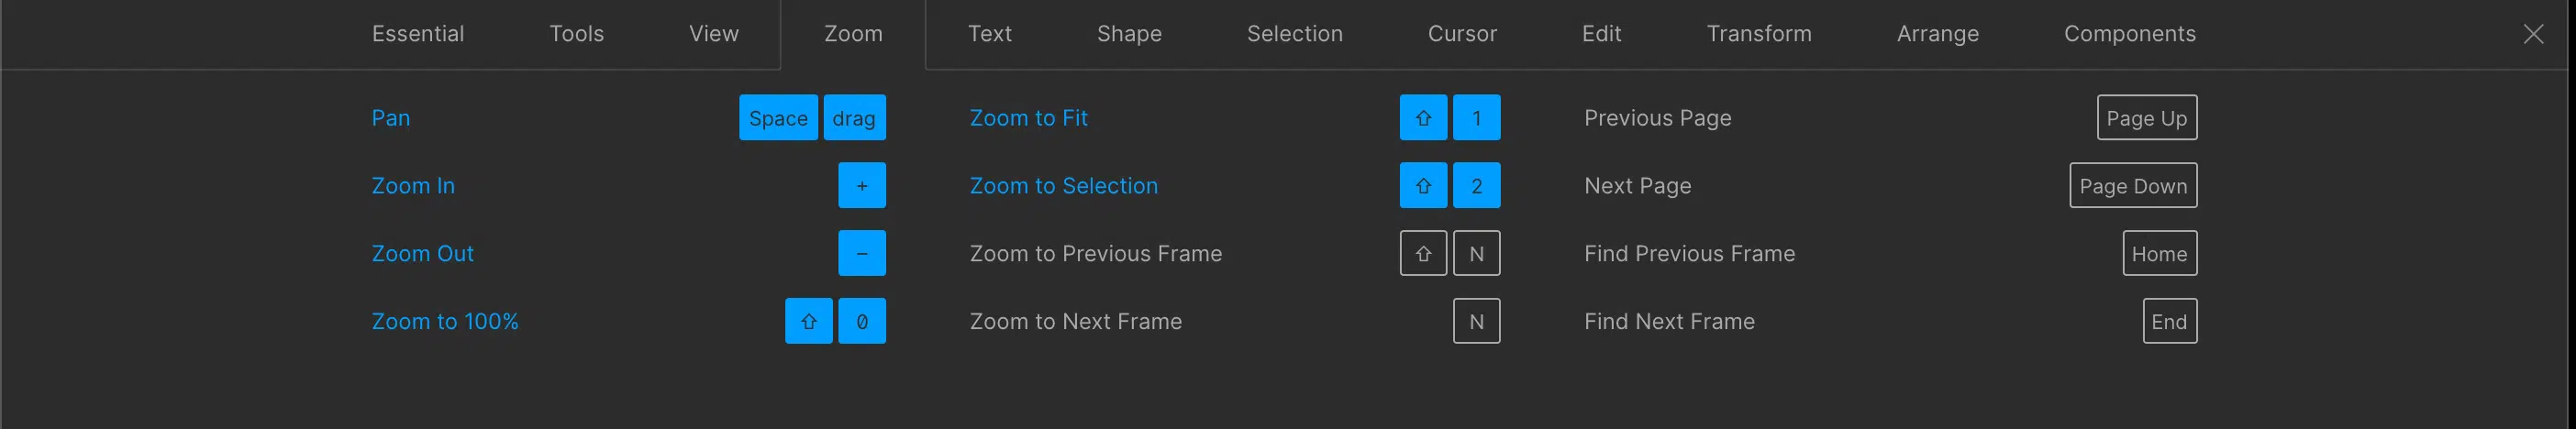 Essential Tools View Zoom Text Shape Selection Cursor Edit Transform Arrange Components
Pan Space drag
Zoom In +
Zoom Out −
Zoom to 100% ⇧ 0
Zoom to Fit ⇧ 1
Zoom to Selection ⇧ 2
Zoom to Previous Frame ⇧ N
Zoom to Next Frame N
Previous Page Page Up
Next Page Page Down
Find Previous Frame Home
Find Next Frame End